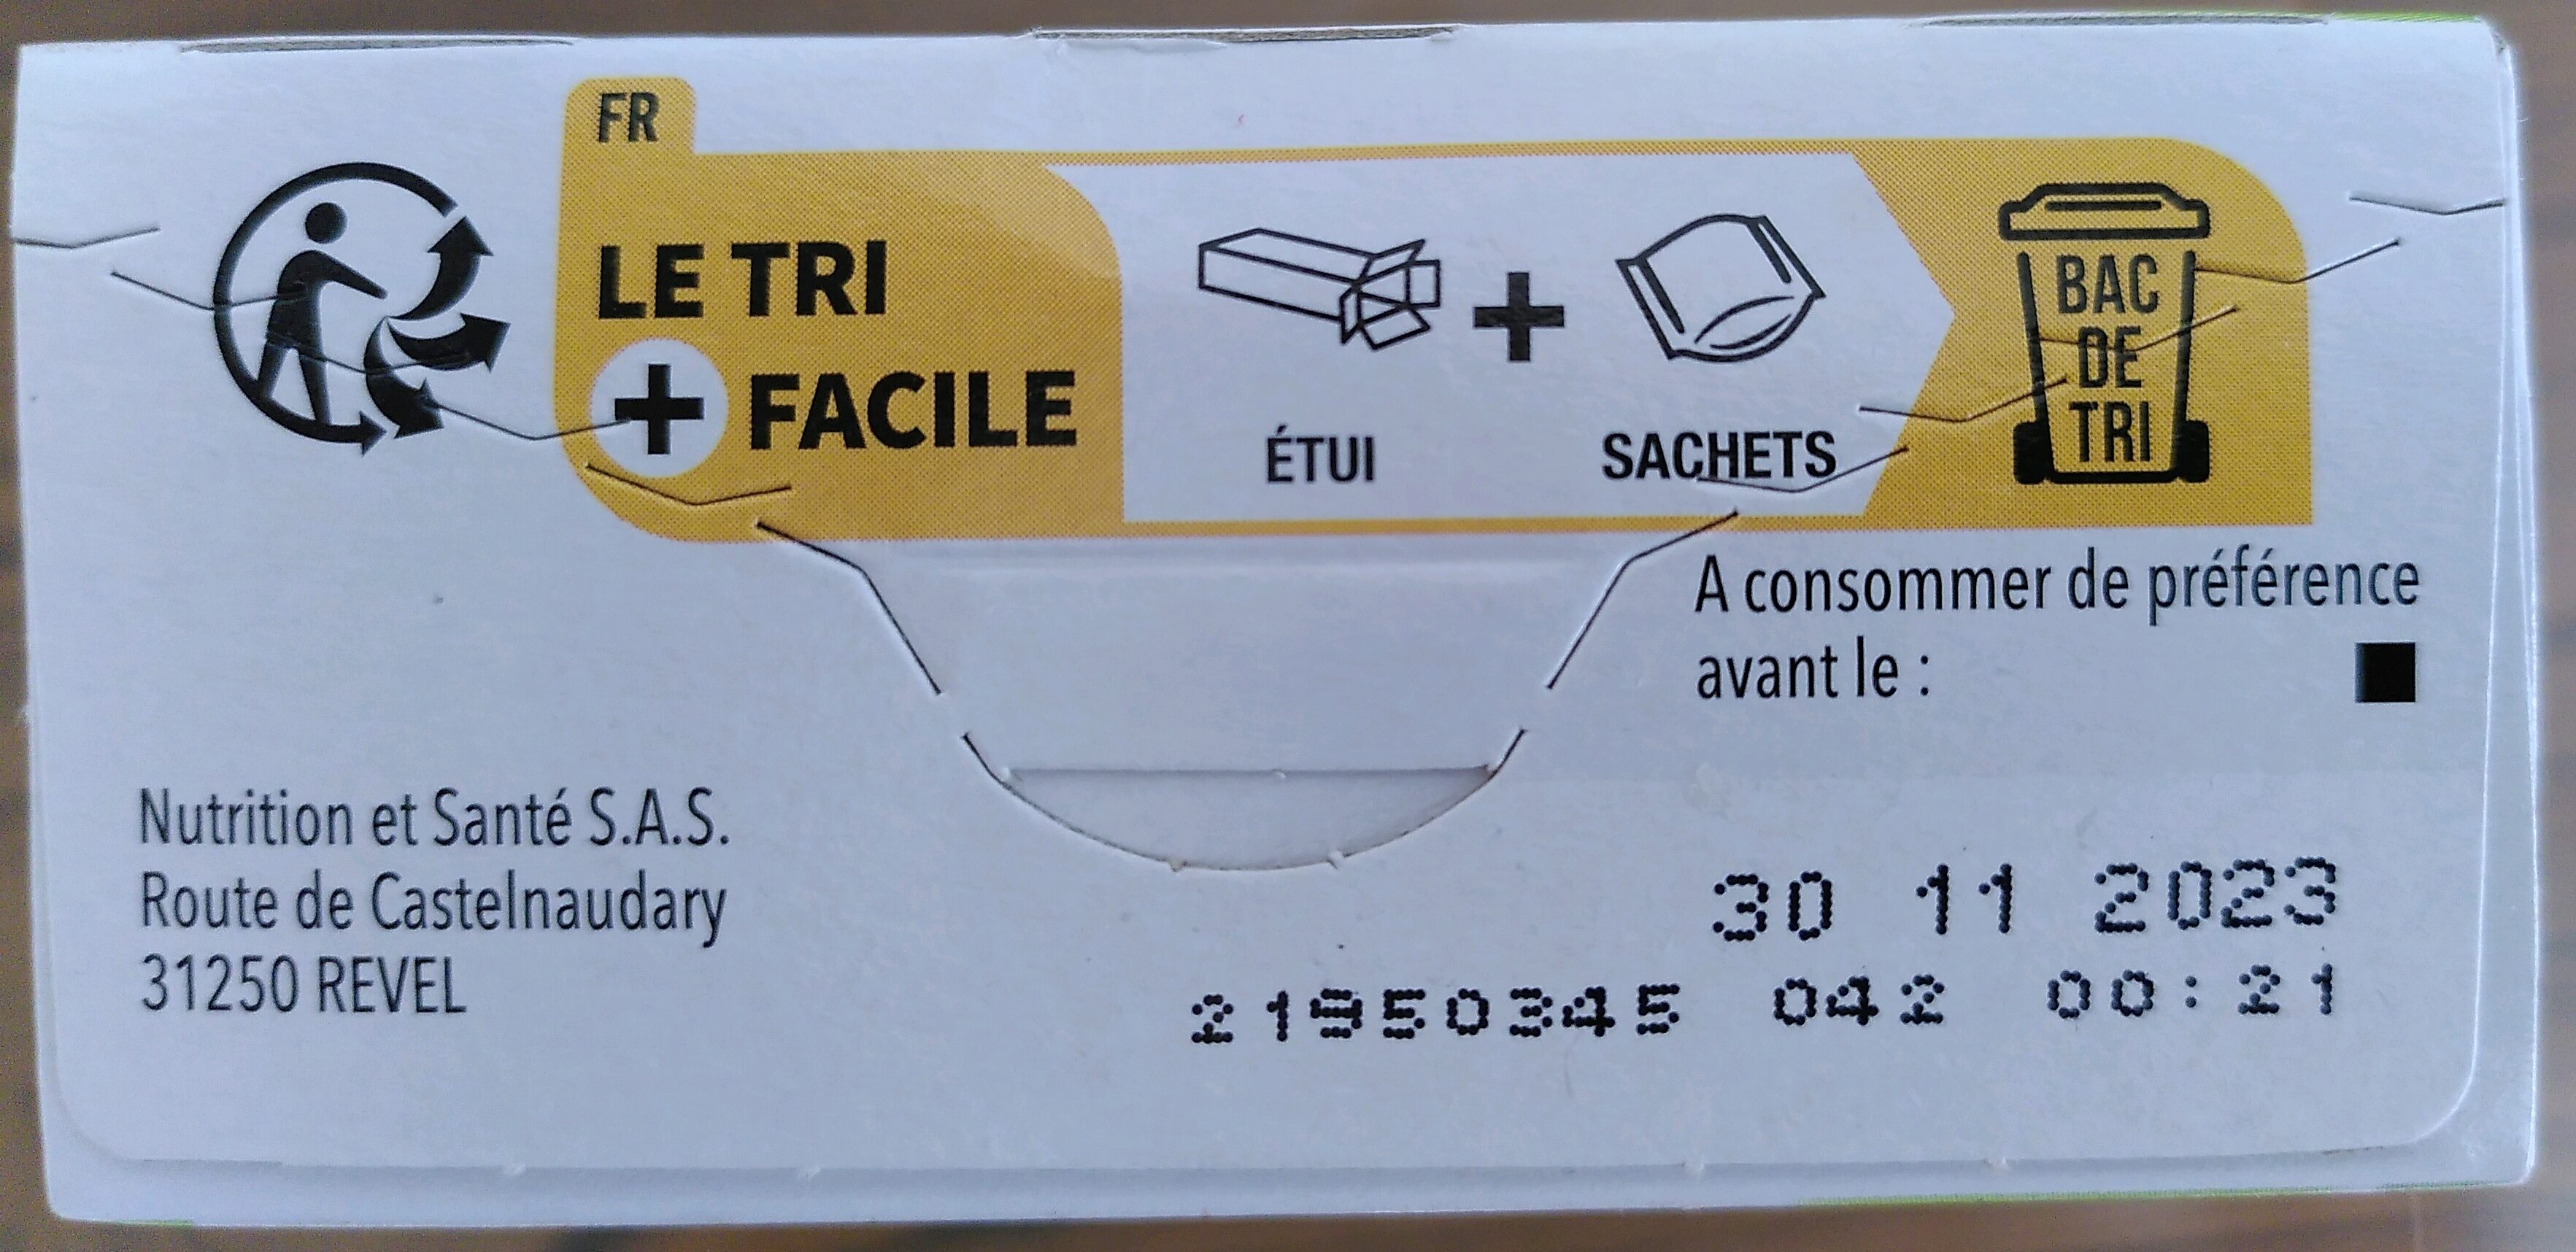 FR
LE TRI
+ FACILE
ÉTUI
+
SACHETS
BAC
DE
TRI
A consommer de préférence
avant le :
Nutrition et Santé S.A.S.
Route de Castelnaudary
31250 REVEL
30 11 2023
21950345 042 00:21